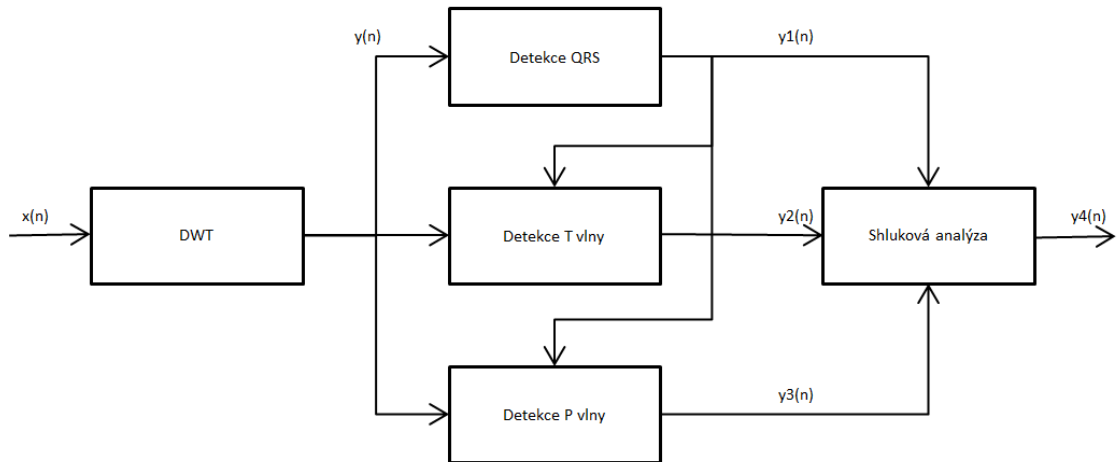 y(n)
Detekce QRS
y1(n)
x(n)
DWT
Detekce T vlny
y2(n)
Shluková analýza
y4(n)
Detekce P vlny
y3(n)